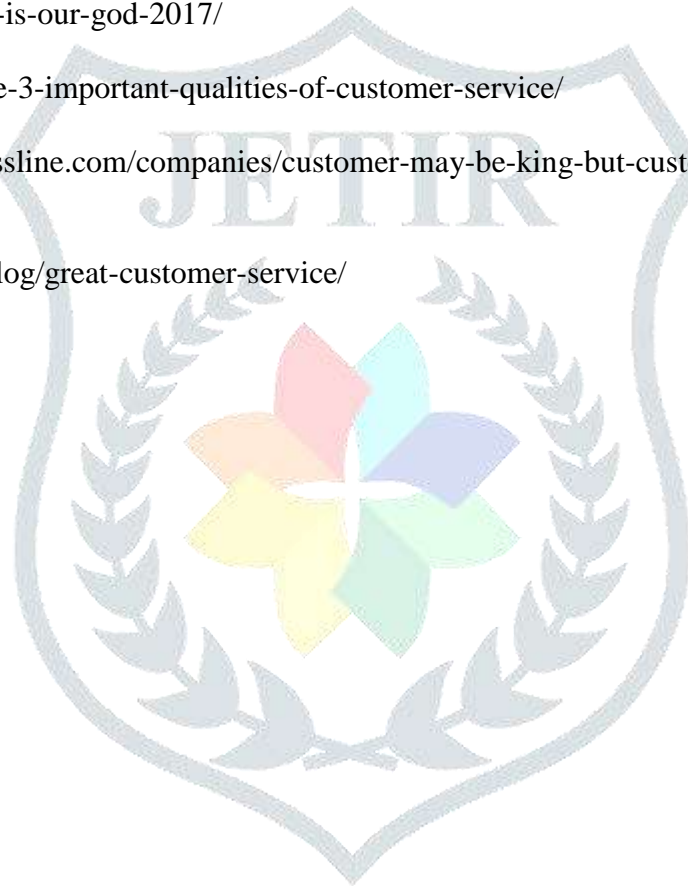 -is-our-god-2017/
e-3-important-qualities-of-customer-service/
ssline.com/companies/customer-may-be-king-but-cust
JETIR
log/great-customer-service/